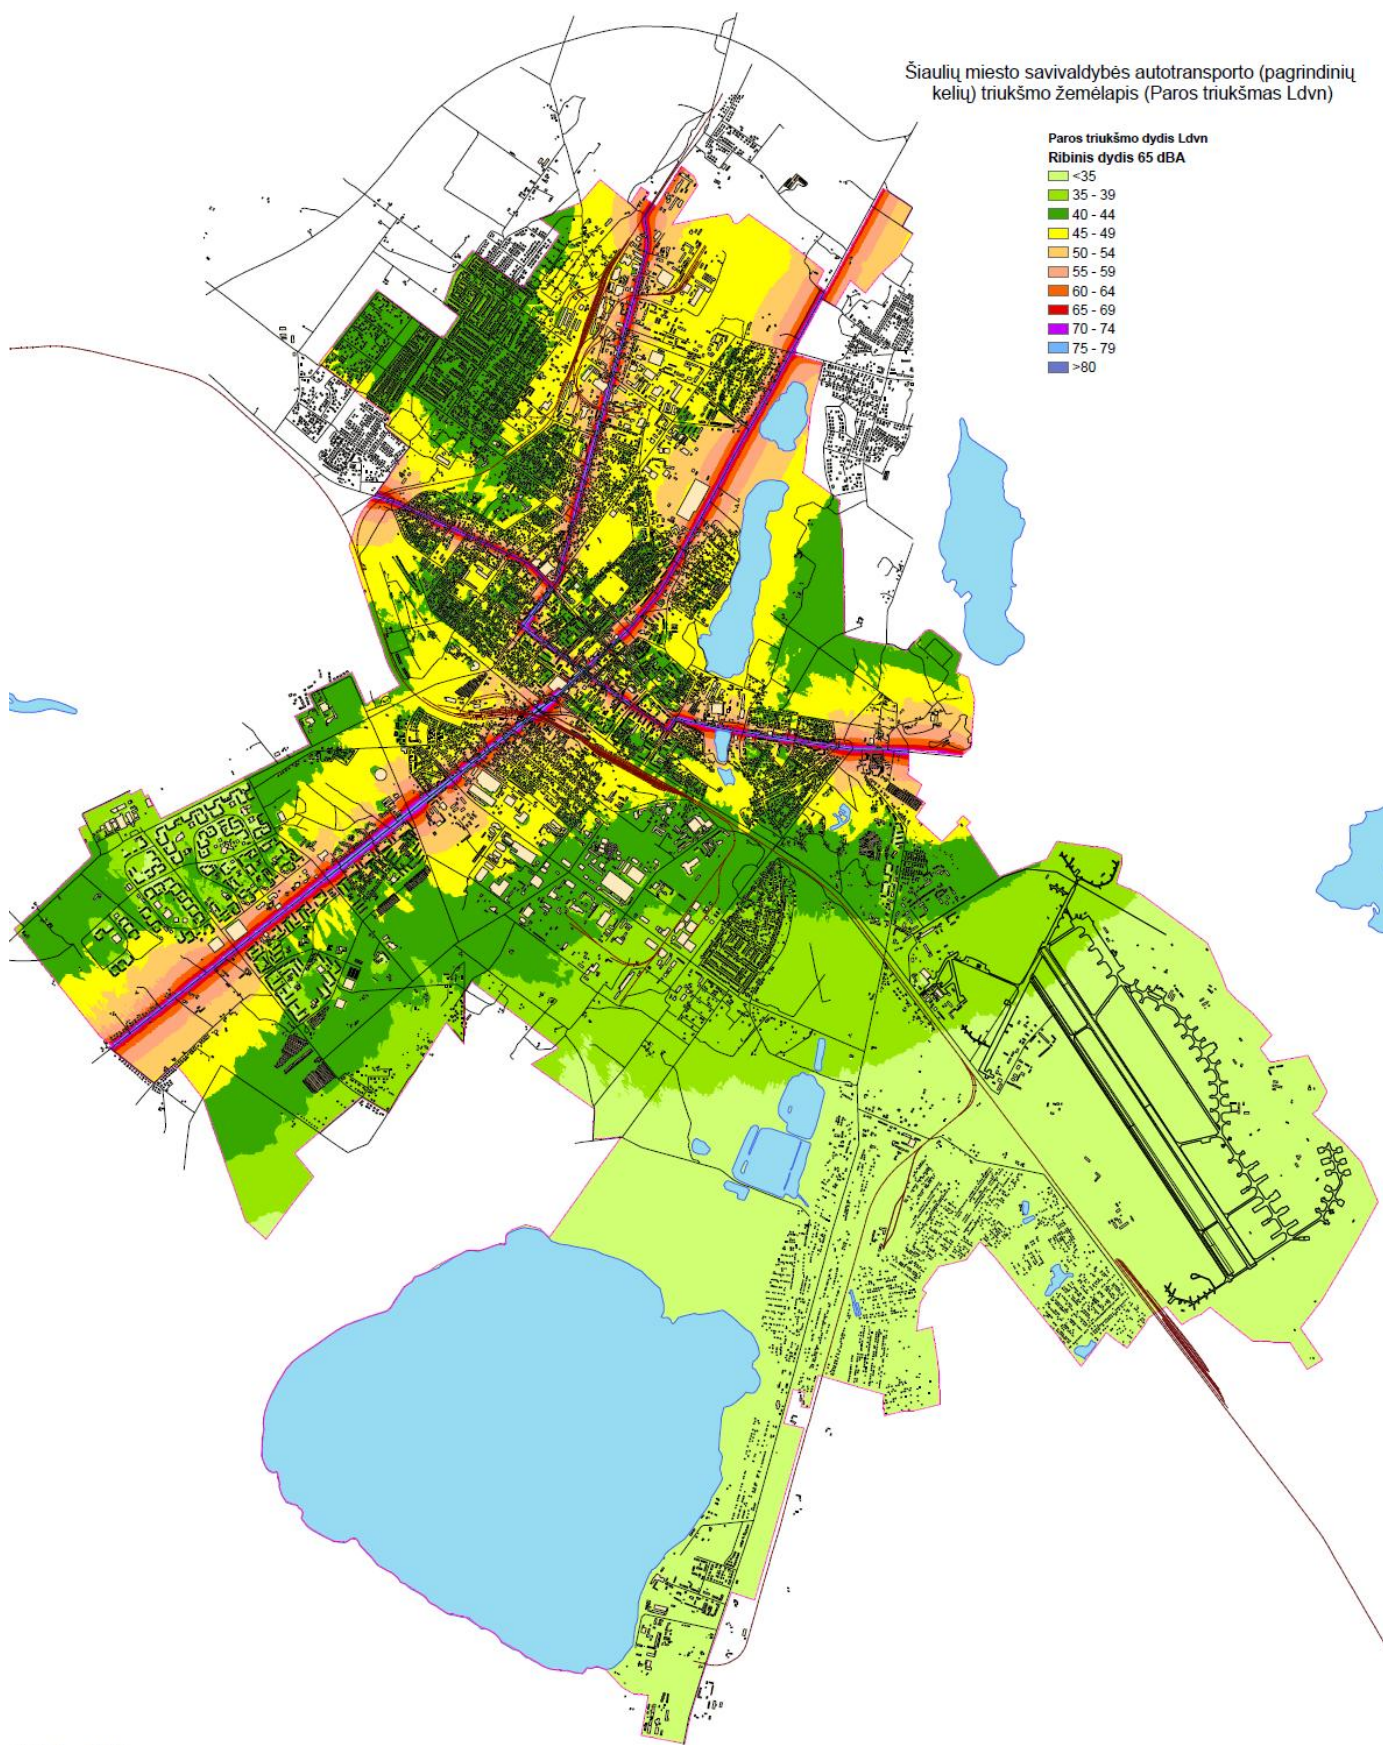 Šiaulių miesto savivaldybės autotransporto (pagrindinių
kelių) triukšmo žemėlapis (Paros triukšmas Ldvn)
Paros triukšmo dydis Ldvn
Ribinis dydis 65 dBA
<35
35 - 39
40 - 44
45 - 49
50 - 54
55 - 59
60 - 64
65 - 69
70 - 74
75 - 79
>80